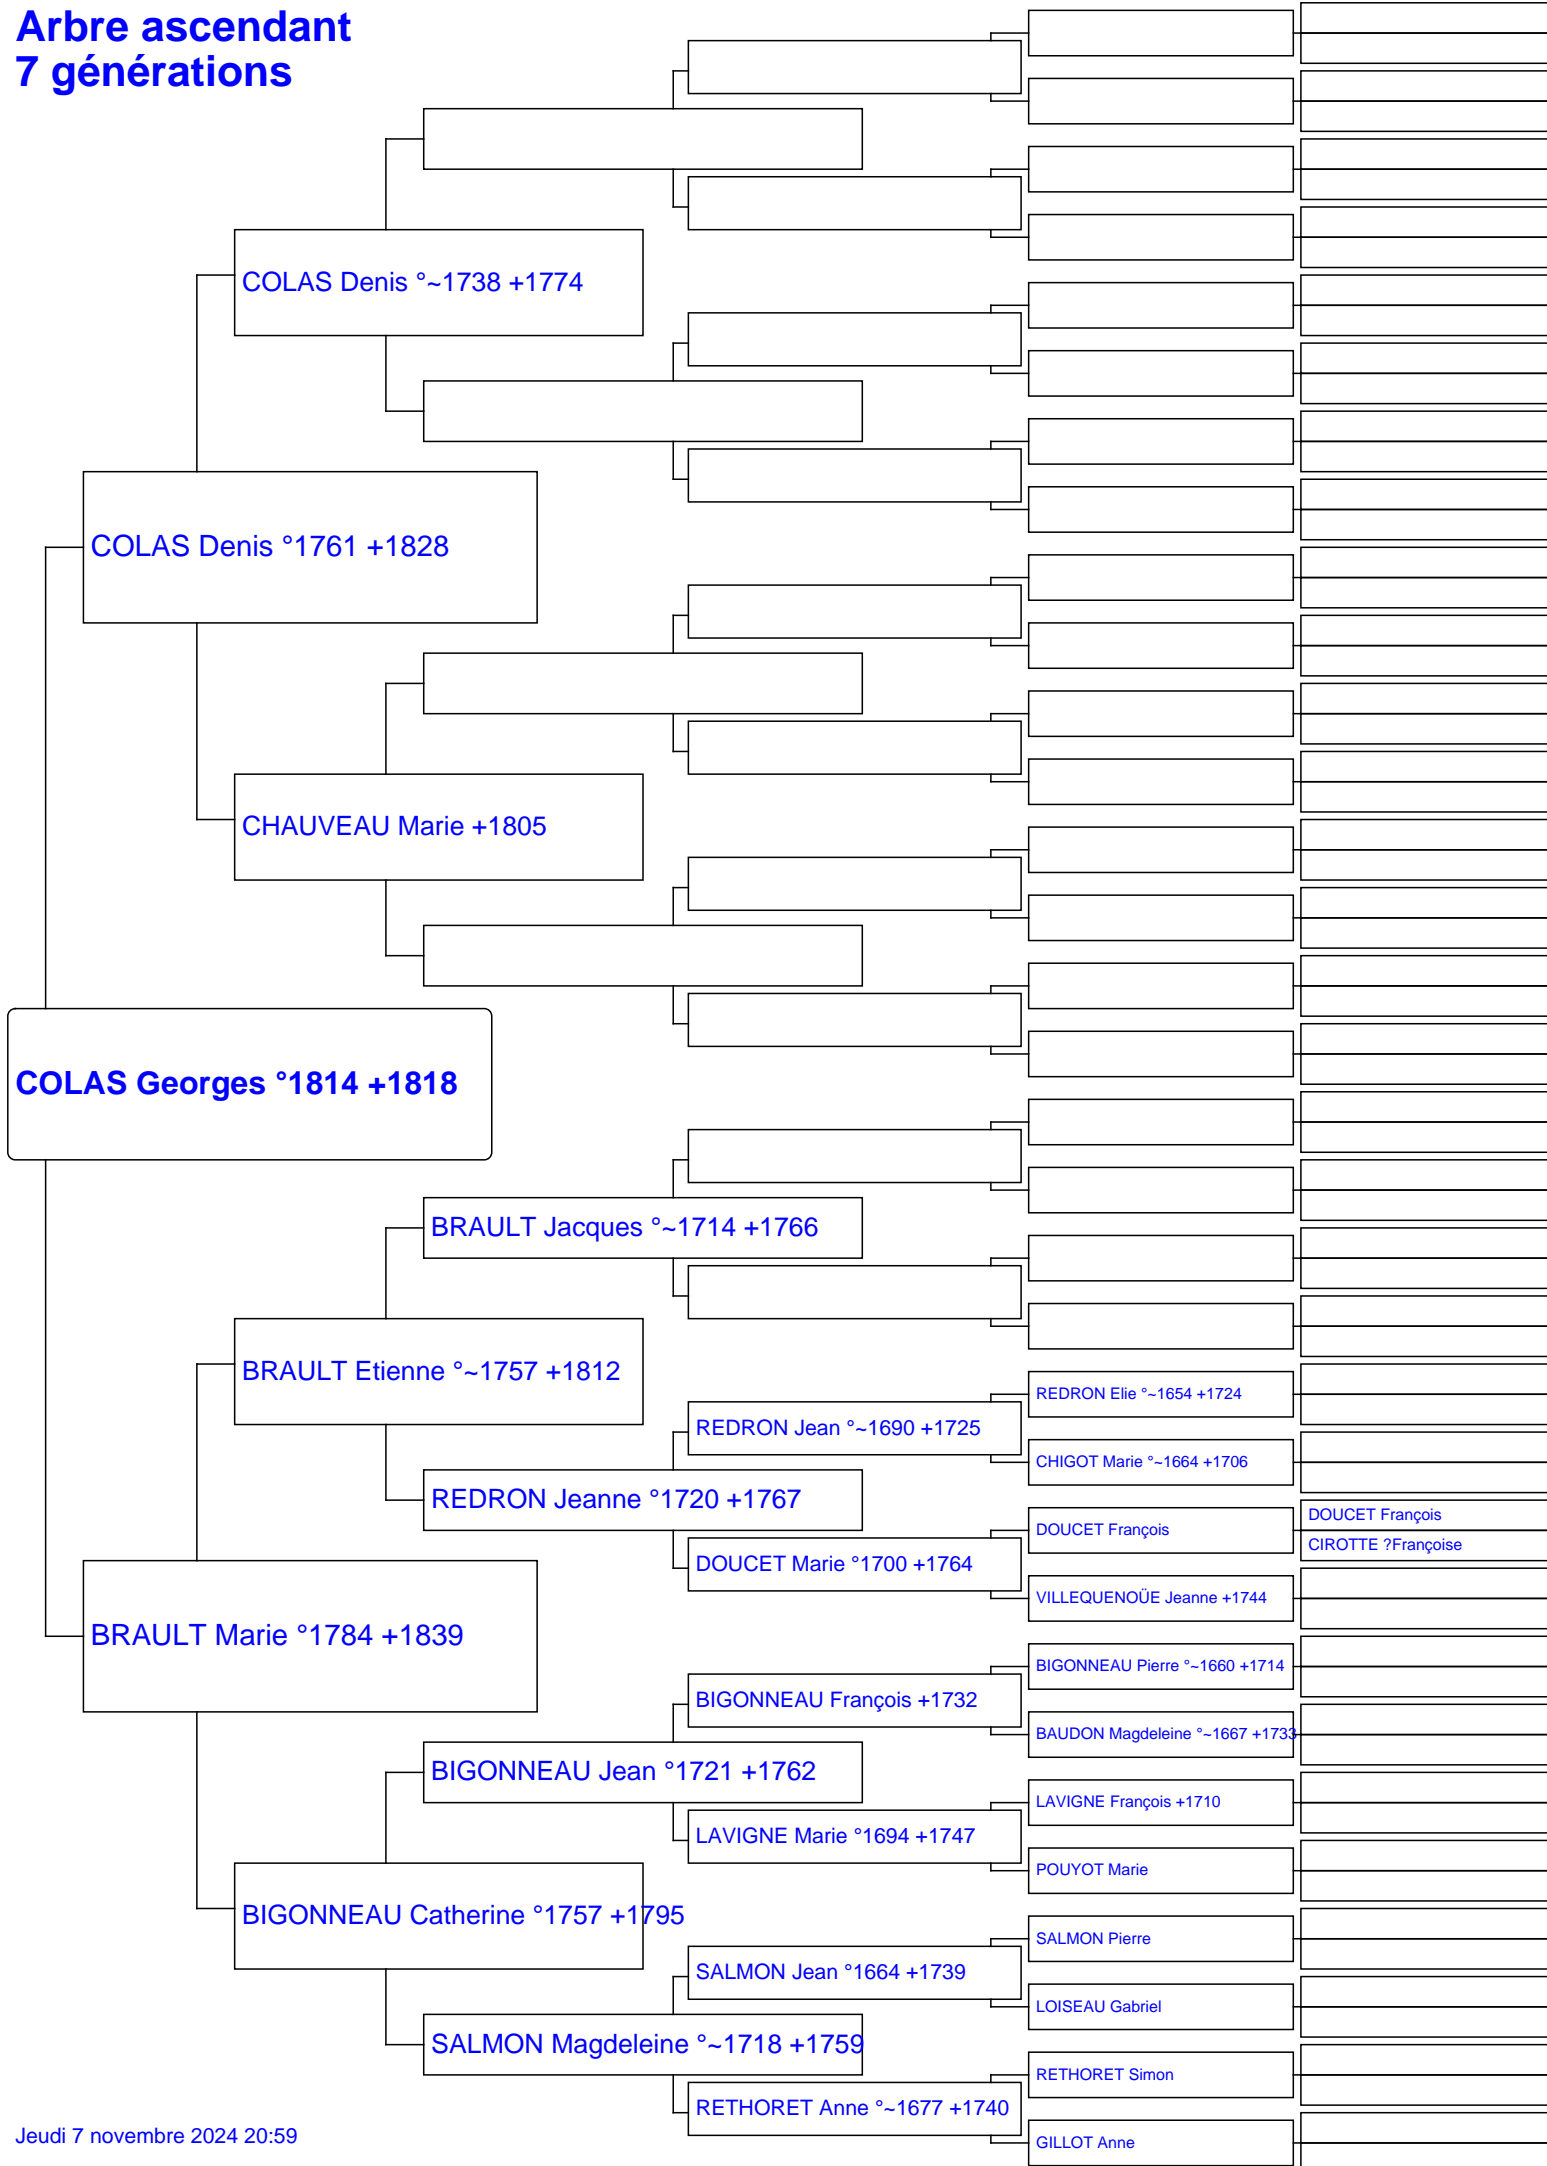 Arbre ascendant
7 générations
COLAS Denis °~1738 +1774
COLAS Denis °1761 +1828
CHAUVEAU Marie +1805
COLAS Georges °1814 +1818
BRAULT Jacques °~1714 +1766
BRAULT Etienne °~1757 +1812
REDRON Elie °~1654 +1724
REDRON Jean °~1690 +1725
CHIGOT Marie °~1664 +1706
REDRON Jeanne °1720 +1767
DOUCET François
DOUCET François
CIROTTE ?Françoise
DOUCET Marie °1700 +1764
VILLEQUENOÜE Jeanne +1744
BRAULT Marie °1784 +1839
BIGONNEAU Pierre °~1660 +1714
BIGONNEAU François +1732
BAUDON Magdeleine °~1667 +1733
BIGONNEAU Jean °1721 +1762
LAVIGNE François +1710
LAVIGNE Marie °1694 +1747
POUYOT Marie
BIGONNEAU Catherine °1757 +1795
SALMON Pierre
SALMON Jean °1664 +1739
LOISEAU Gabriel
SALMON Magdeleine °~1718 +1759
RETHORET Simon
RETHORET Anne °~1677 +1740
GILLOT Anne
Jeudi 7 novembre 2024 20:59